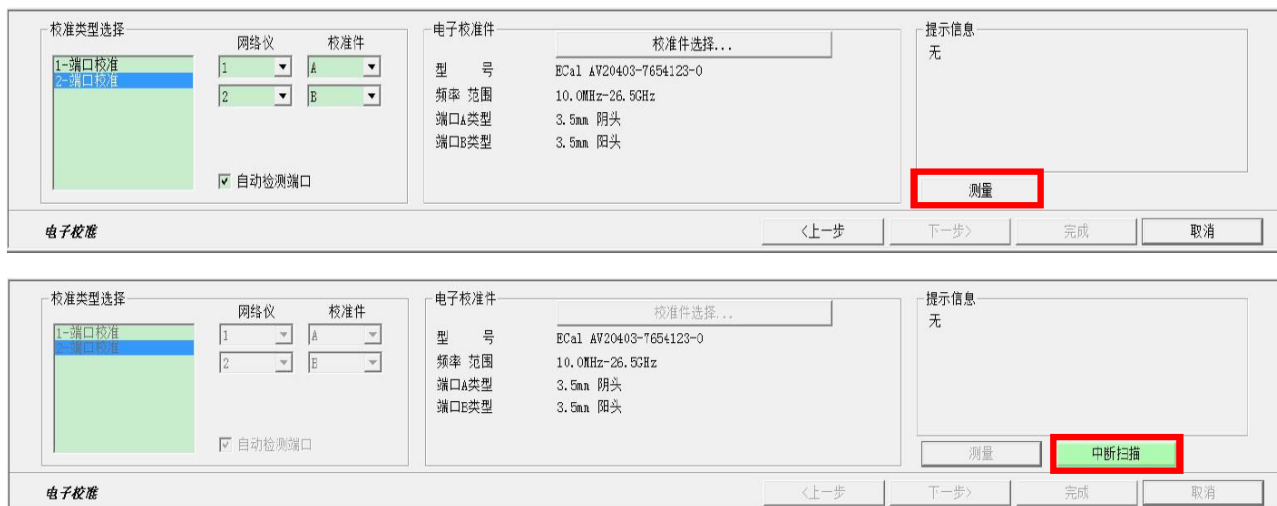 校准类型选择
网络仪 校准件
1-端口校准
2-端口校准
1 A
2 B
自动检测端口
电子校准件
校准件选择...
型 号 ECal AV20403-7654123-0
频率 范围 10.0MHz-26.5GHz
端口A类型 3.5mm 阴头
端口B类型 3.5mm 阳头
提示信息
无
测量
电子校准
<上一步 下一步> 完成 取消
校准类型选择
网络仪 校准件
1-端口校准
2-端口校准
1 A
2 B
自动检测端口
电子校准件
校准件选择...
型 号 ECal AV20403-7654123-0
频率 范围 10.0MHz-26.5GHz
端口A类型 3.5mm 阴头
端口B类型 3.5mm 阳头
提示信息
无
测量 中断扫描
电子校准
<上一步 下一步> 完成 取消